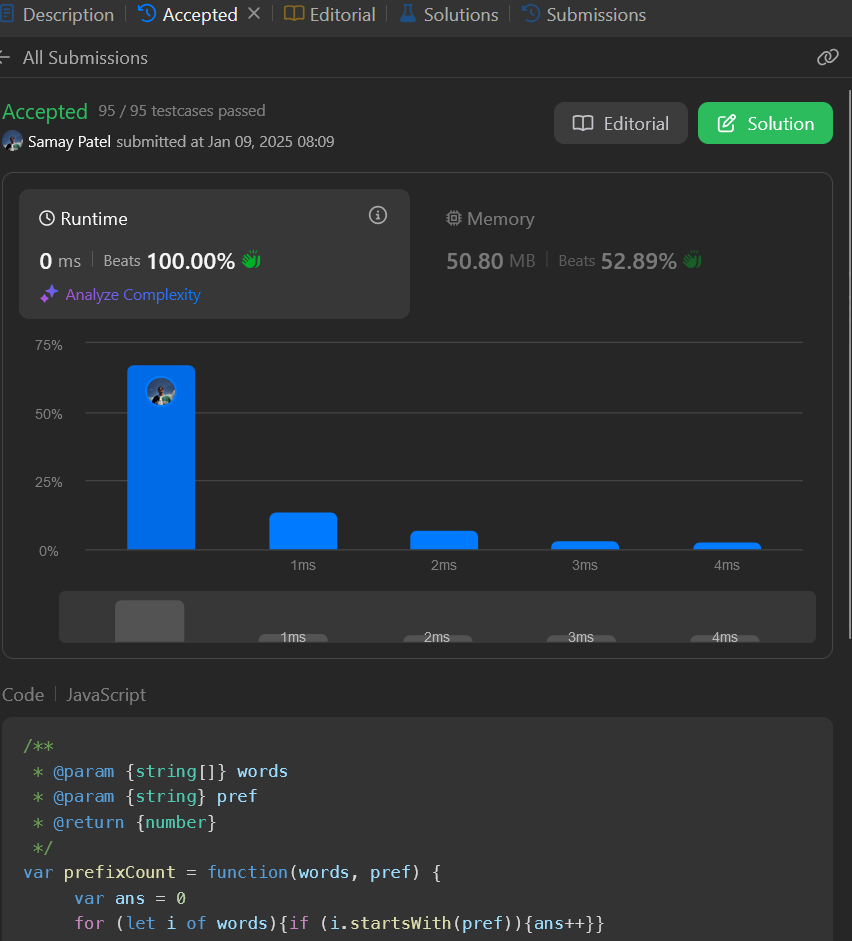 Description Accepted Editorial Solutions Submissions
All Submissions
Accepted 95 / 95 testcases passed
Samay Patel submitted at Jan 09, 2025 08:09
Editorial Solution
Runtime
0 ms Beats 100.00%
Analyze Complexity
Memory
50.80 MB Beats 52.89%
75%
50%
25%
0%
1ms 2ms 3ms 4ms
1ms 2ms 3ms 4ms
Code JavaScript
/**
 * @param {string[]} words
 * @param {string} pref
 * @return {number}
 */
var prefixCount = function(words, pref) {
     var ans = 0
     for (let i of words){if (i.startsWith(pref)){ans++}}